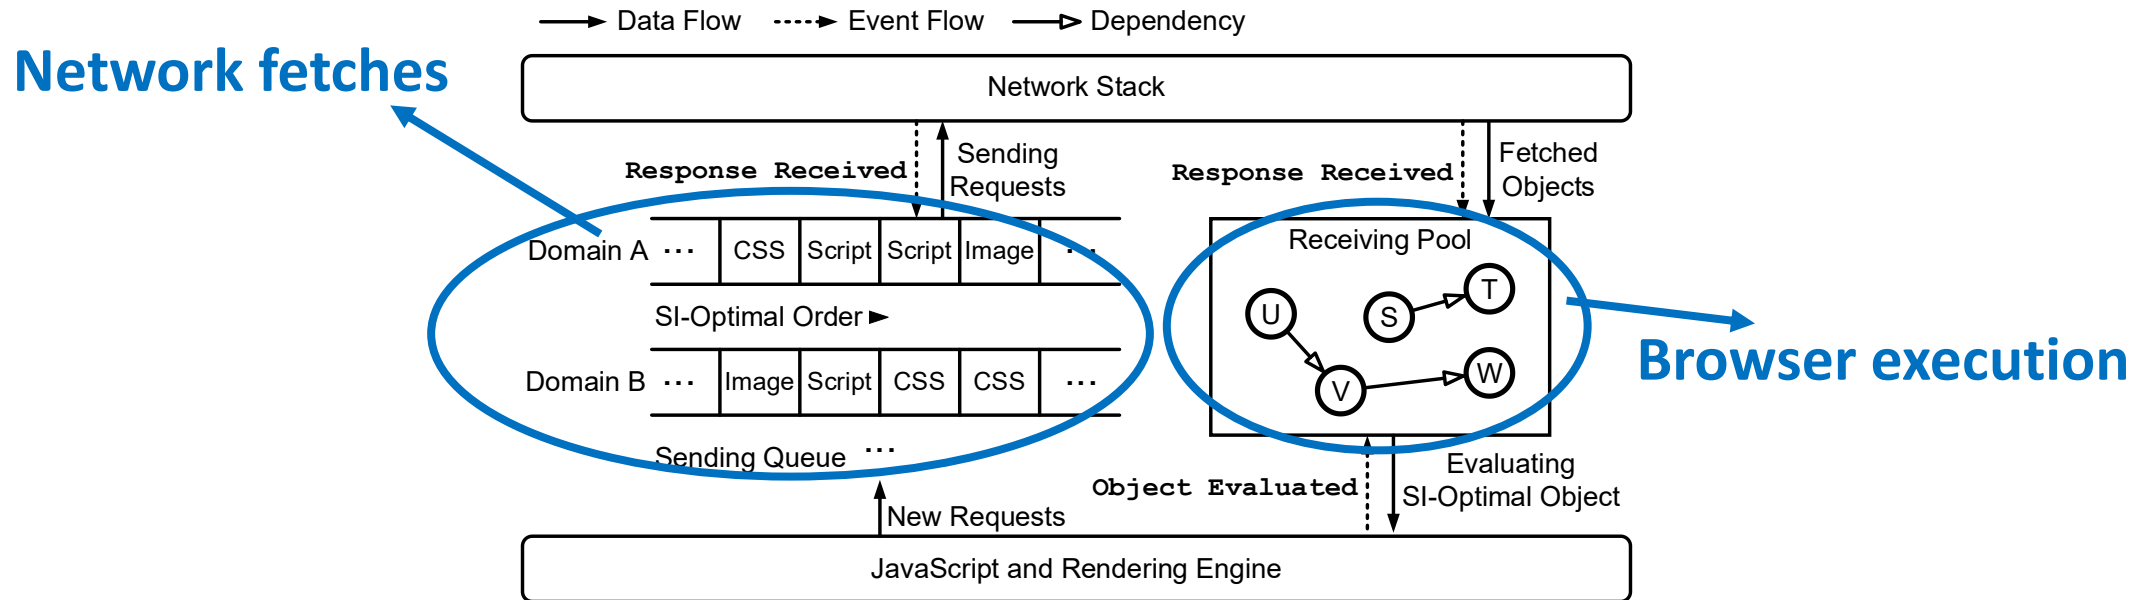 Data Flow Event Flow Dependency
Network fetches
Network Stack
Response Received
Sending
Requests
Response Received
Fetched
Objects
Domain A ··· CSS Script Script Image ···
SI-Optimal Order
Domain B ··· Image Script CSS CSS ···
Sending Queue ···
Receiving Pool
U
S
T
V
W
Browser execution
New Requests
Object Evaluated
Evaluating
SI-Optimal Object
JavaScript and Rendering Engine